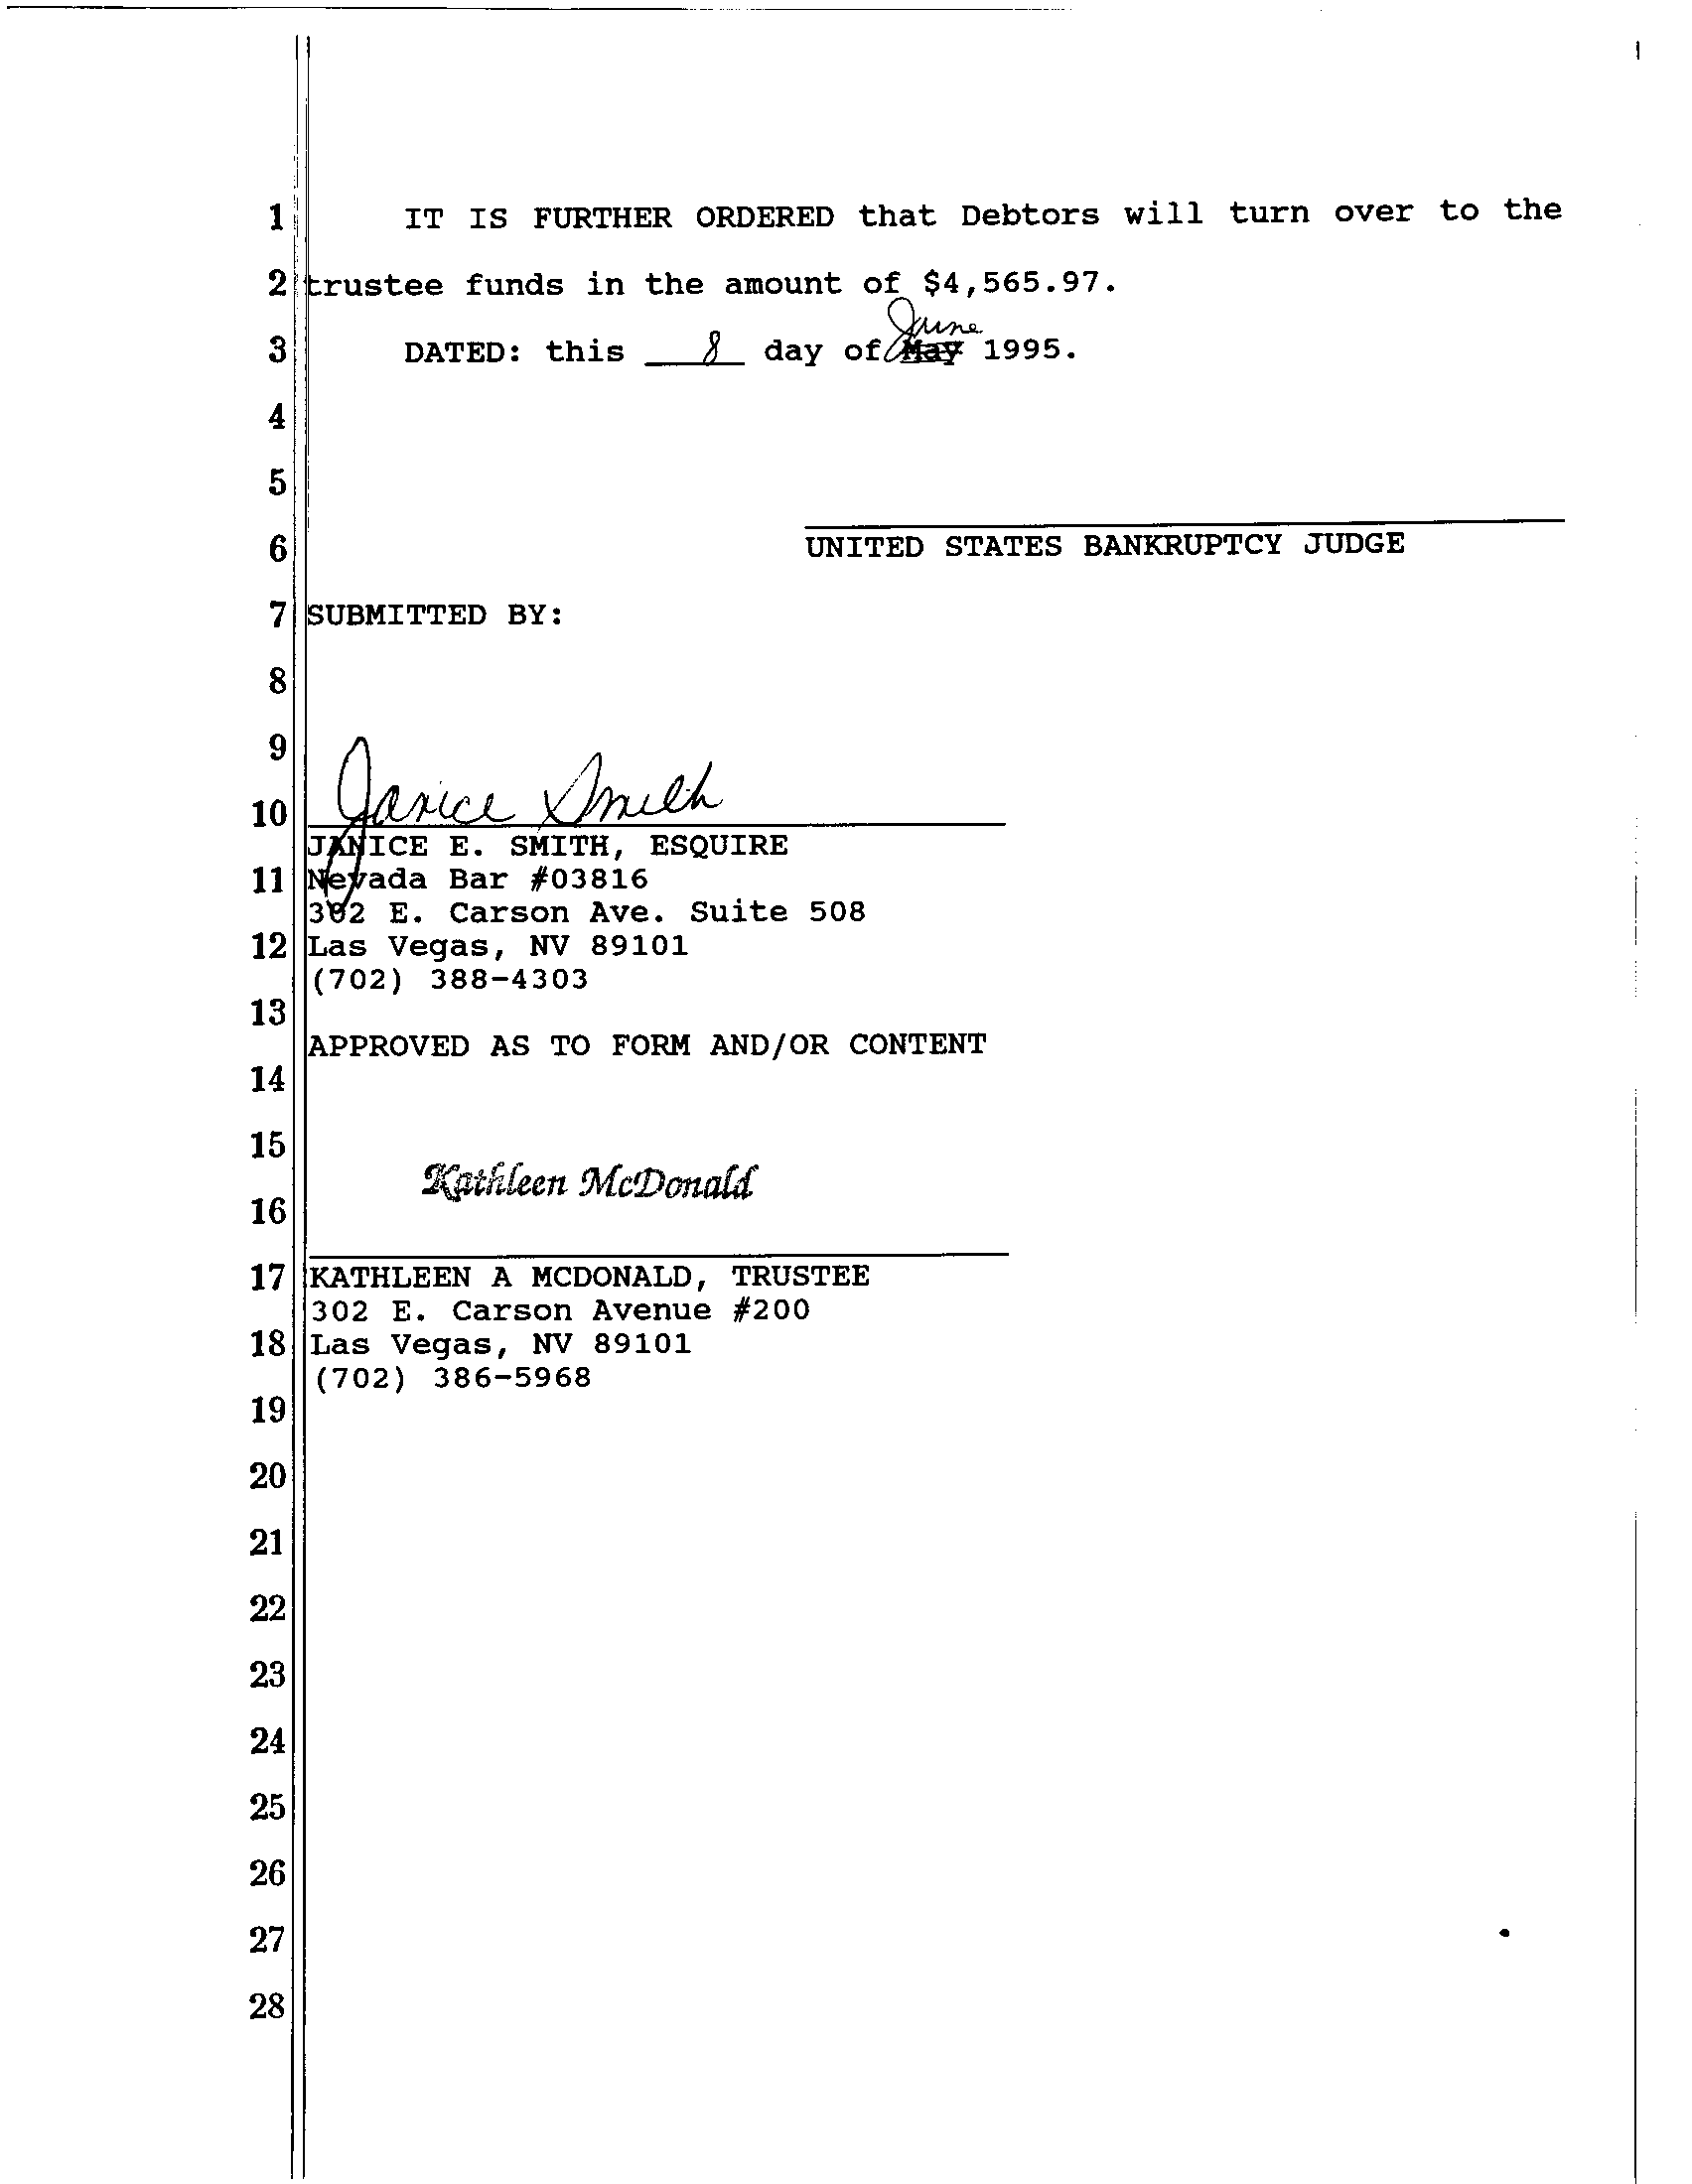 1 IT IS FURTHER ORDERED that Debtors will turn over to the
2 trustee funds in the amount of $4,565.97.
June
3 DATED: this 8 day of May 1995.
4
5
6 UNITED STATES BANKRUPTCY JUDGE
7 SUBMITTED BY:
8
9
10 Janice Smith
JANICE E. SMITH, ESQUIRE
11 Nevada Bar #03816
302 E. Carson Ave. Suite 508
12 Las Vegas, NV 89101
(702) 388-4303
13
APPROVED AS TO FORM AND/OR CONTENT
14
15
Kathleen McDonald
16
17 KATHLEEN A MCDONALD, TRUSTEE
302 E. Carson Avenue #200
18 Las Vegas, NV 89101
(702) 386-5968
19
20
21
22
23
24
25
26
27
28